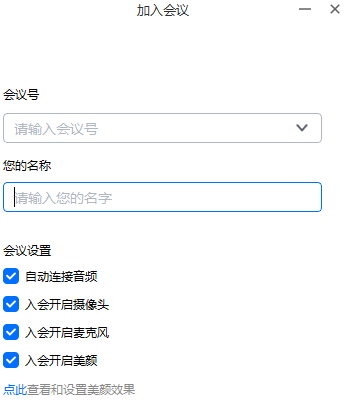 加入会议
会议号
请输入会议号
您的名称
请输入您的名字
会议设置
自动连接音频
入会开启摄像头
入会开启麦克风
入会开启美颜
点此查看和设置美颜效果